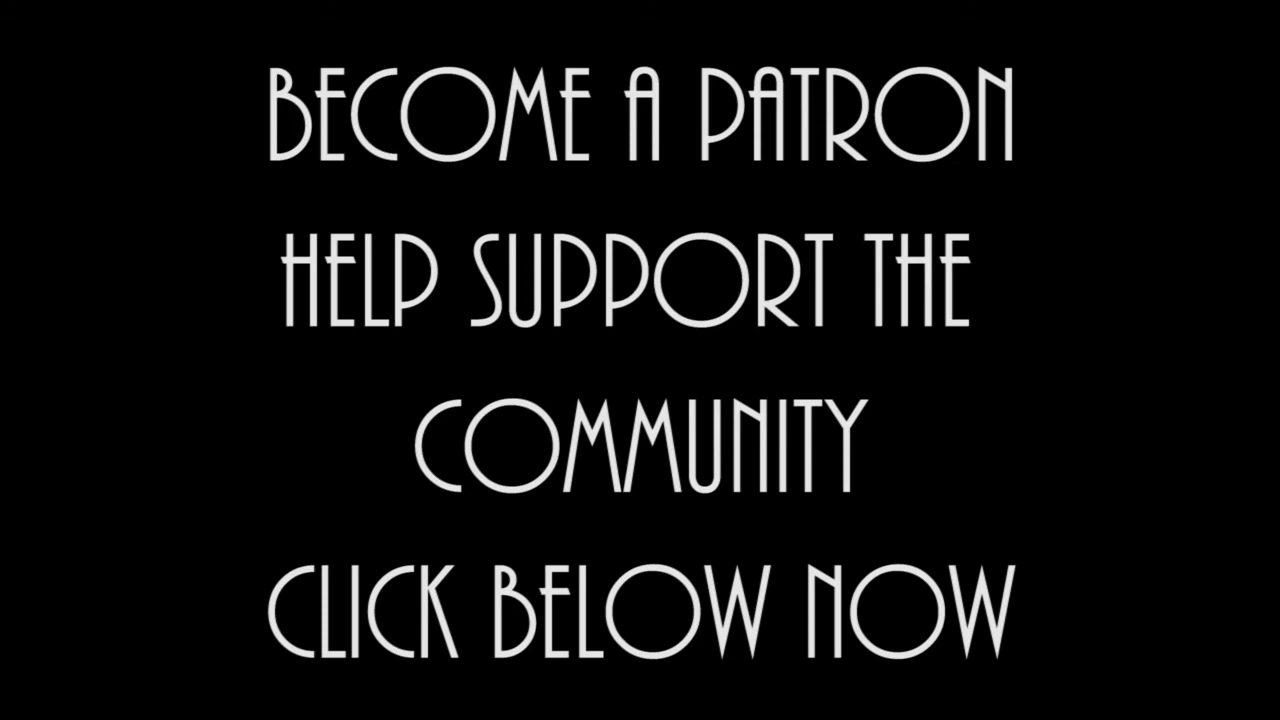 BECOME A PATRON
HELP SUPPORT THE
COMMUNITY
CLICK BELOW NOW